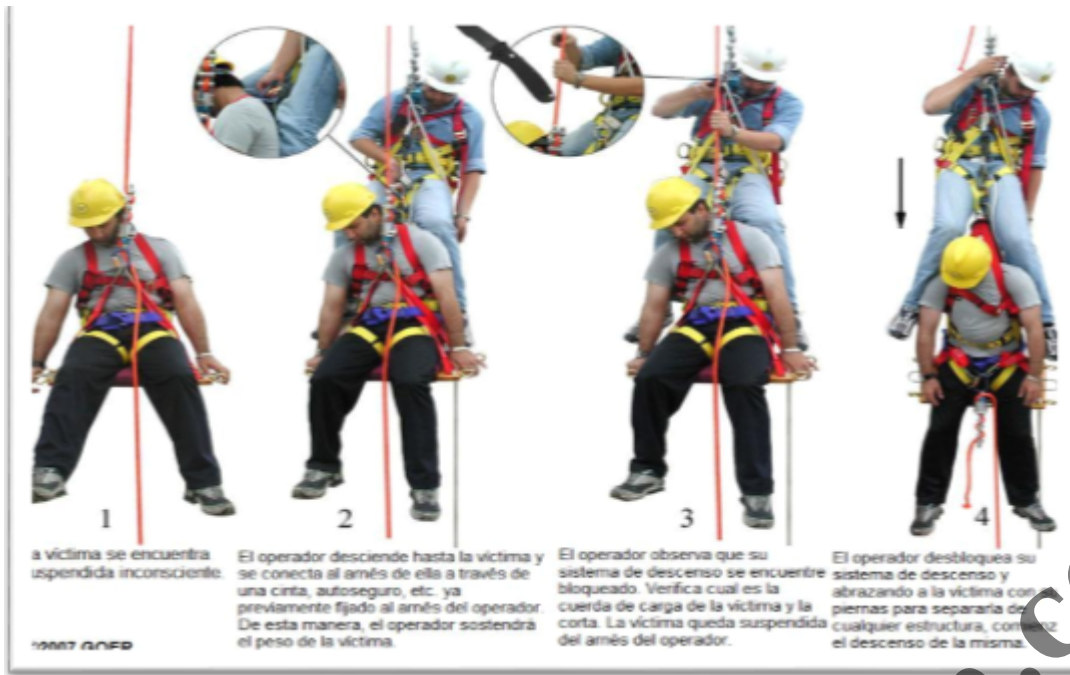 1
a víctima se encuentra
uspendida inconsciente.
2
El operador desciende hasta la víctima y
se conecta al arnés de ella a través de
una cinta, autoseguro, etc. ya
previamente fijado al arnés del operador.
De esta manera, el operador sostendrá
el peso de la víctima.
3
El operador observa que su
sistema de descenso se encuentre
bloqueado. Verifica cual es la
cuerda de carga de la víctima y la
corta. La víctima queda suspendida
del arnés del operador.
4
El operador desbloquea su
sistema de descenso y
abrazando a la víctima con
piernas para separarla de
cualquier estructura,
el descenso de la misma.
2007 GOER